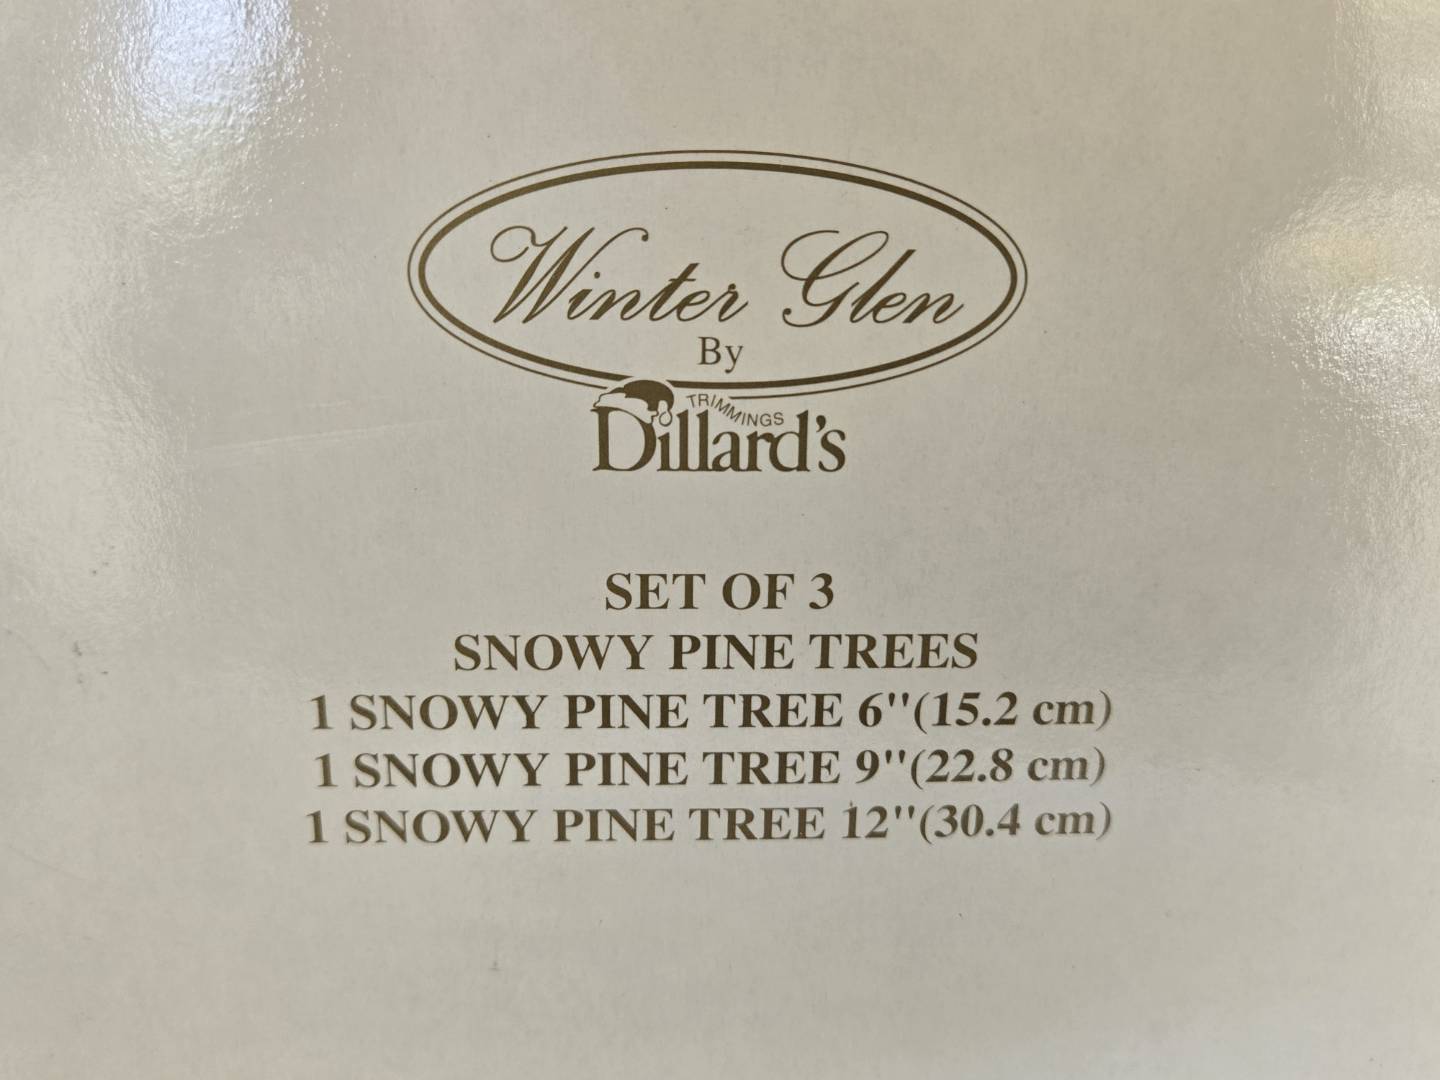 Winter Glen
By
TRIMMINGS
Dillard's
SET OF 3
SNOWY PINE TREES
1 SNOWY PINE TREE 6''(15.2 cm)
1 SNOWY PINE TREE 9''(22.8 cm)
1 SNOWY PINE TREE 12''(30.4 cm)